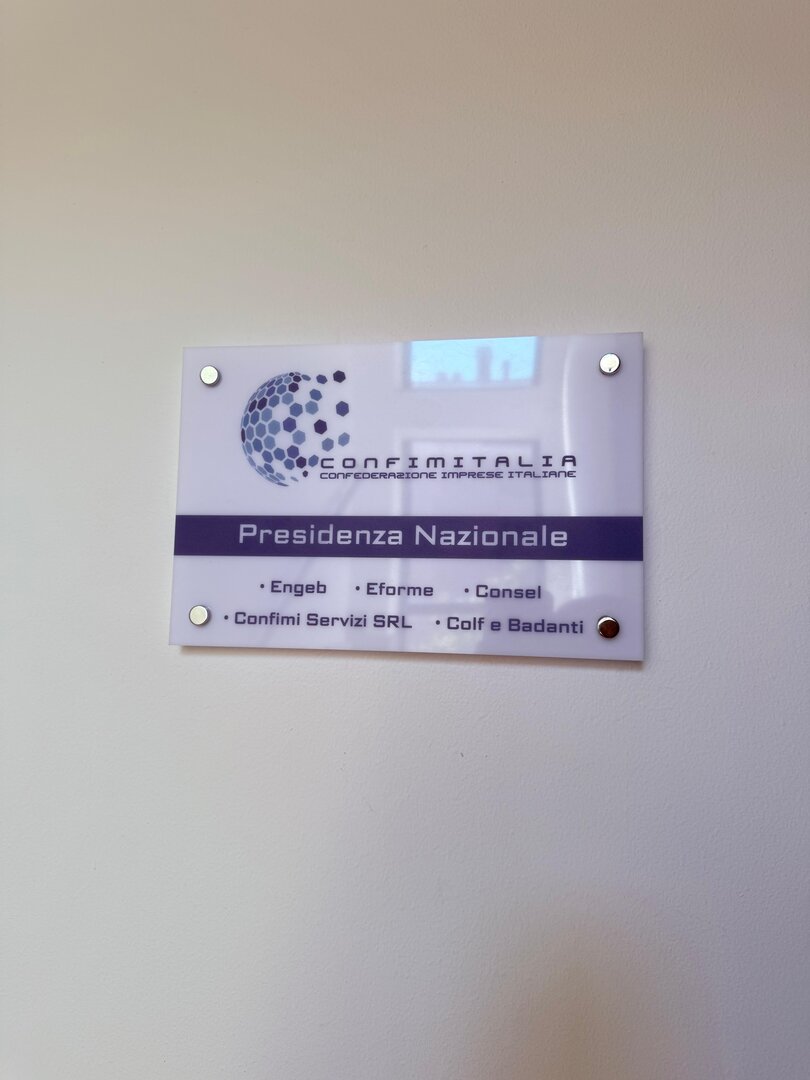 CONFIMITALIA
CONFEDERAZIONE IMPRESE ITALIANE
Presidenza Nazionale
• Engeb • Eforme • Consel
• Confimi Servizi SRL • Colf e Badanti